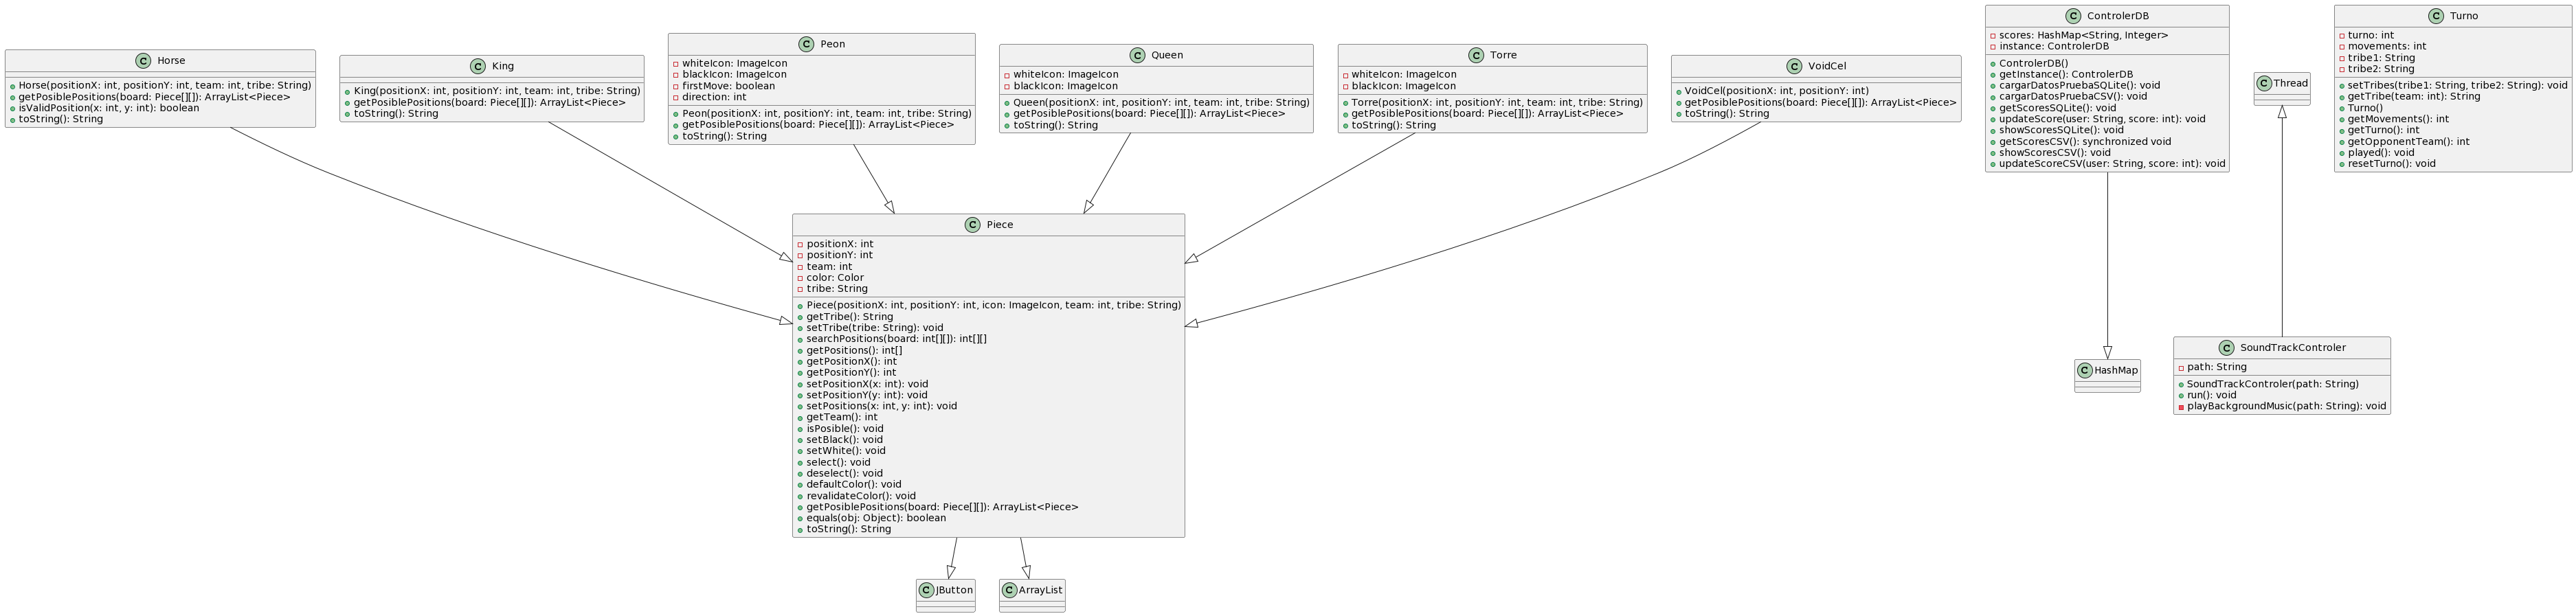 Horse
Horse(positionX: int, positionY: int, team: int, tribe: String)
getPosiblePositions(board: Piece[][]): ArrayList<Piece>
isValidPosition(x: int, y: int): boolean
toString(): String
King
King(positionX: int, positionY: int, team: int, tribe: String)
getPosiblePositions(board: Piece[][]): ArrayList<Piece>
toString(): String
Peon
whiteIcon: ImageIcon
blackIcon: ImageIcon
firstMove: boolean
direction: int
Peon(positionX: int, positionY: int, team: int, tribe: String)
getPosiblePositions(board: Piece[][]): ArrayList<Piece>
toString(): String
Queen
whiteIcon: ImageIcon
blackIcon: ImageIcon
Queen(positionX: int, positionY: int, team: int, tribe: String)
getPosiblePositions(board: Piece[][]): ArrayList<Piece>
toString(): String
Torre
whiteIcon: ImageIcon
blackIcon: ImageIcon
Torre(positionX: int, positionY: int, team: int, tribe: String)
getPosiblePositions(board: Piece[][]): ArrayList<Piece>
toString(): String
VoidCel
VoidCel(positionX: int, positionY: int)
getPosiblePositions(board: Piece[][]): ArrayList<Piece>
toString(): String
ControlerDB
scores: HashMap<String, Integer>
instance: ControlerDB
ControlerDB()
getInstance(): ControlerDB
cargarDatosPruebaSQLite(): void
cargarDatosPruebaCSV(): void
getScoresSQLite(): void
updateScore(user: String, score: int): void
showScoresSQLite(): void
getScoresCSV(): synchronized void
showScoresCSV(): void
updateScoreCSV(user: String, score: int): void
Thread
Turno
turno: int
movements: int
tribe1: String
tribe2: String
setTribes(tribe1: String, tribe2: String): void
getTribe(team: int): String
Turno()
getMovements(): int
getTurno(): int
getOpponentTeam(): int
played(): void
resetTurno(): void
Piece
positionX: int
positionY: int
team: int
color: Color
tribe: String
Piece(positionX: int, positionY: int, icon: ImageIcon, team: int, tribe: String)
getTribe(): String
setTribe(tribe: String): void
searchPositions(board: int[][]): int[][]
getPositions(): int[]
getPositionX(): int
getPositionY(): int
setPositionX(x: int): void
setPositionY(y: int): void
setPositions(x: int, y: int): void
getTeam(): int
isPosible(): void
setBlack(): void
setWhite(): void
select(): void
deselect(): void
defaultColor(): void
revalidateColor(): void
getPosiblePositions(board: Piece[][]): ArrayList<Piece>
equals(obj: Object): boolean
toString(): String
HashMap
SoundTrackControler
path: String
SoundTrackControler(path: String)
run(): void
playBackgroundMusic(path: String): void
JButton
ArrayList